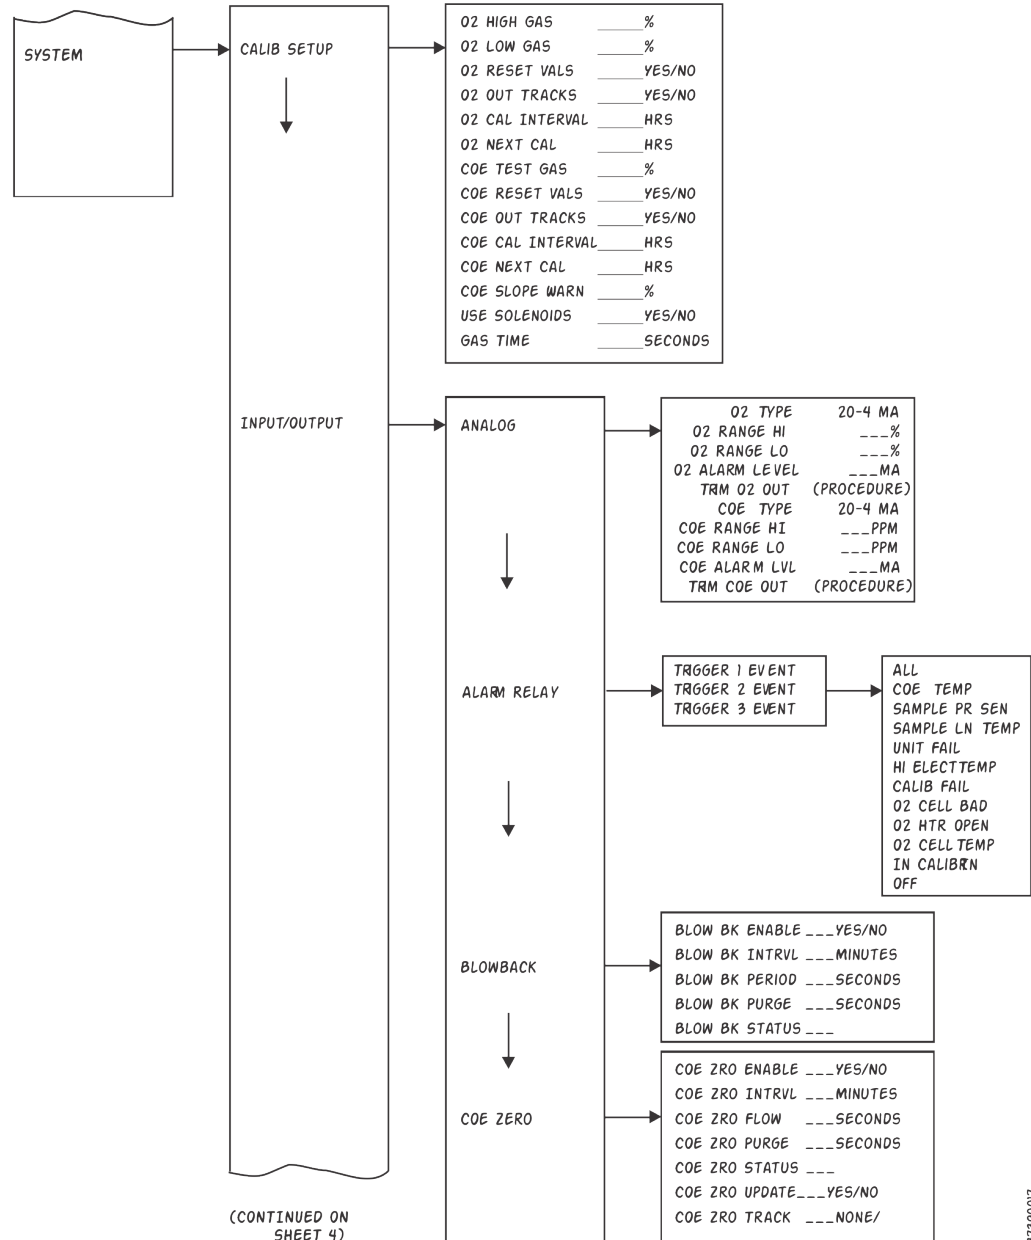 SYSTEM
CALIB SETUP
O2 HIGH GAS _____%
O2 LOW GAS _____%
O2 RESET VALS _____YES/NO
O2 OUT TRACKS _____YES/NO
O2 CAL INTERVAL _____HRS
O2 NEXT CAL _____HRS
COE TEST GAS _____%
COE RESET VALS _____YES/NO
COE OUT TRACKS _____YES/NO
COE CAL INTERVAL_____HRS
COE NEXT CAL _____HRS
COE SLOPE WARN _____%
USE SOLENOIDS _____YES/NO
GAS TIME _____SECONDS
INPUT/OUTPUT
ANALOG
O2 TYPE 20-4 MA
O2 RANGE HI ___%
O2 RANGE LO ___%
O2 ALARM LEVEL ___MA
TRIM O2 OUT (PROCEDURE)
COE TYPE 20-4 MA
COE RANGE HI ___PPM
COE RANGE LO ___PPM
COE ALARM LVL ___MA
TRIM COE OUT (PROCEDURE)
ALARM RELAY
TRIGGER 1 EVENT
TRIGGER 2 EVENT
TRIGGER 3 EVENT
ALL
COE TEMP
SAMPLE PR SEN
SAMPLE LN TEMP
UNIT FAIL
HI ELECT TEMP
CALIB FAIL
O2 CELL BAD
O2 HTR OPEN
O2 CELL TEMP
IN CALIBRN
OFF
BLOWBACK
BLOW BK ENABLE ___YES/NO
BLOW BK INTRVL ___MINUTES
BLOW BK PERIOD ___SECONDS
BLOW BK PURGE ___SECONDS
BLOW BK STATUS ___
COE ZERO
COE ZRO ENABLE ___YES/NO
COE ZRO INTRVL ___MINUTES
COE ZRO FLOW ___SECONDS
COE ZRO PURGE ___SECONDS
COE ZRO STATUS ___
COE ZRO UPDATE___YES/NO
COE ZRO TRACK ___NONE/
(CONTINUED ON
SHEET 4)